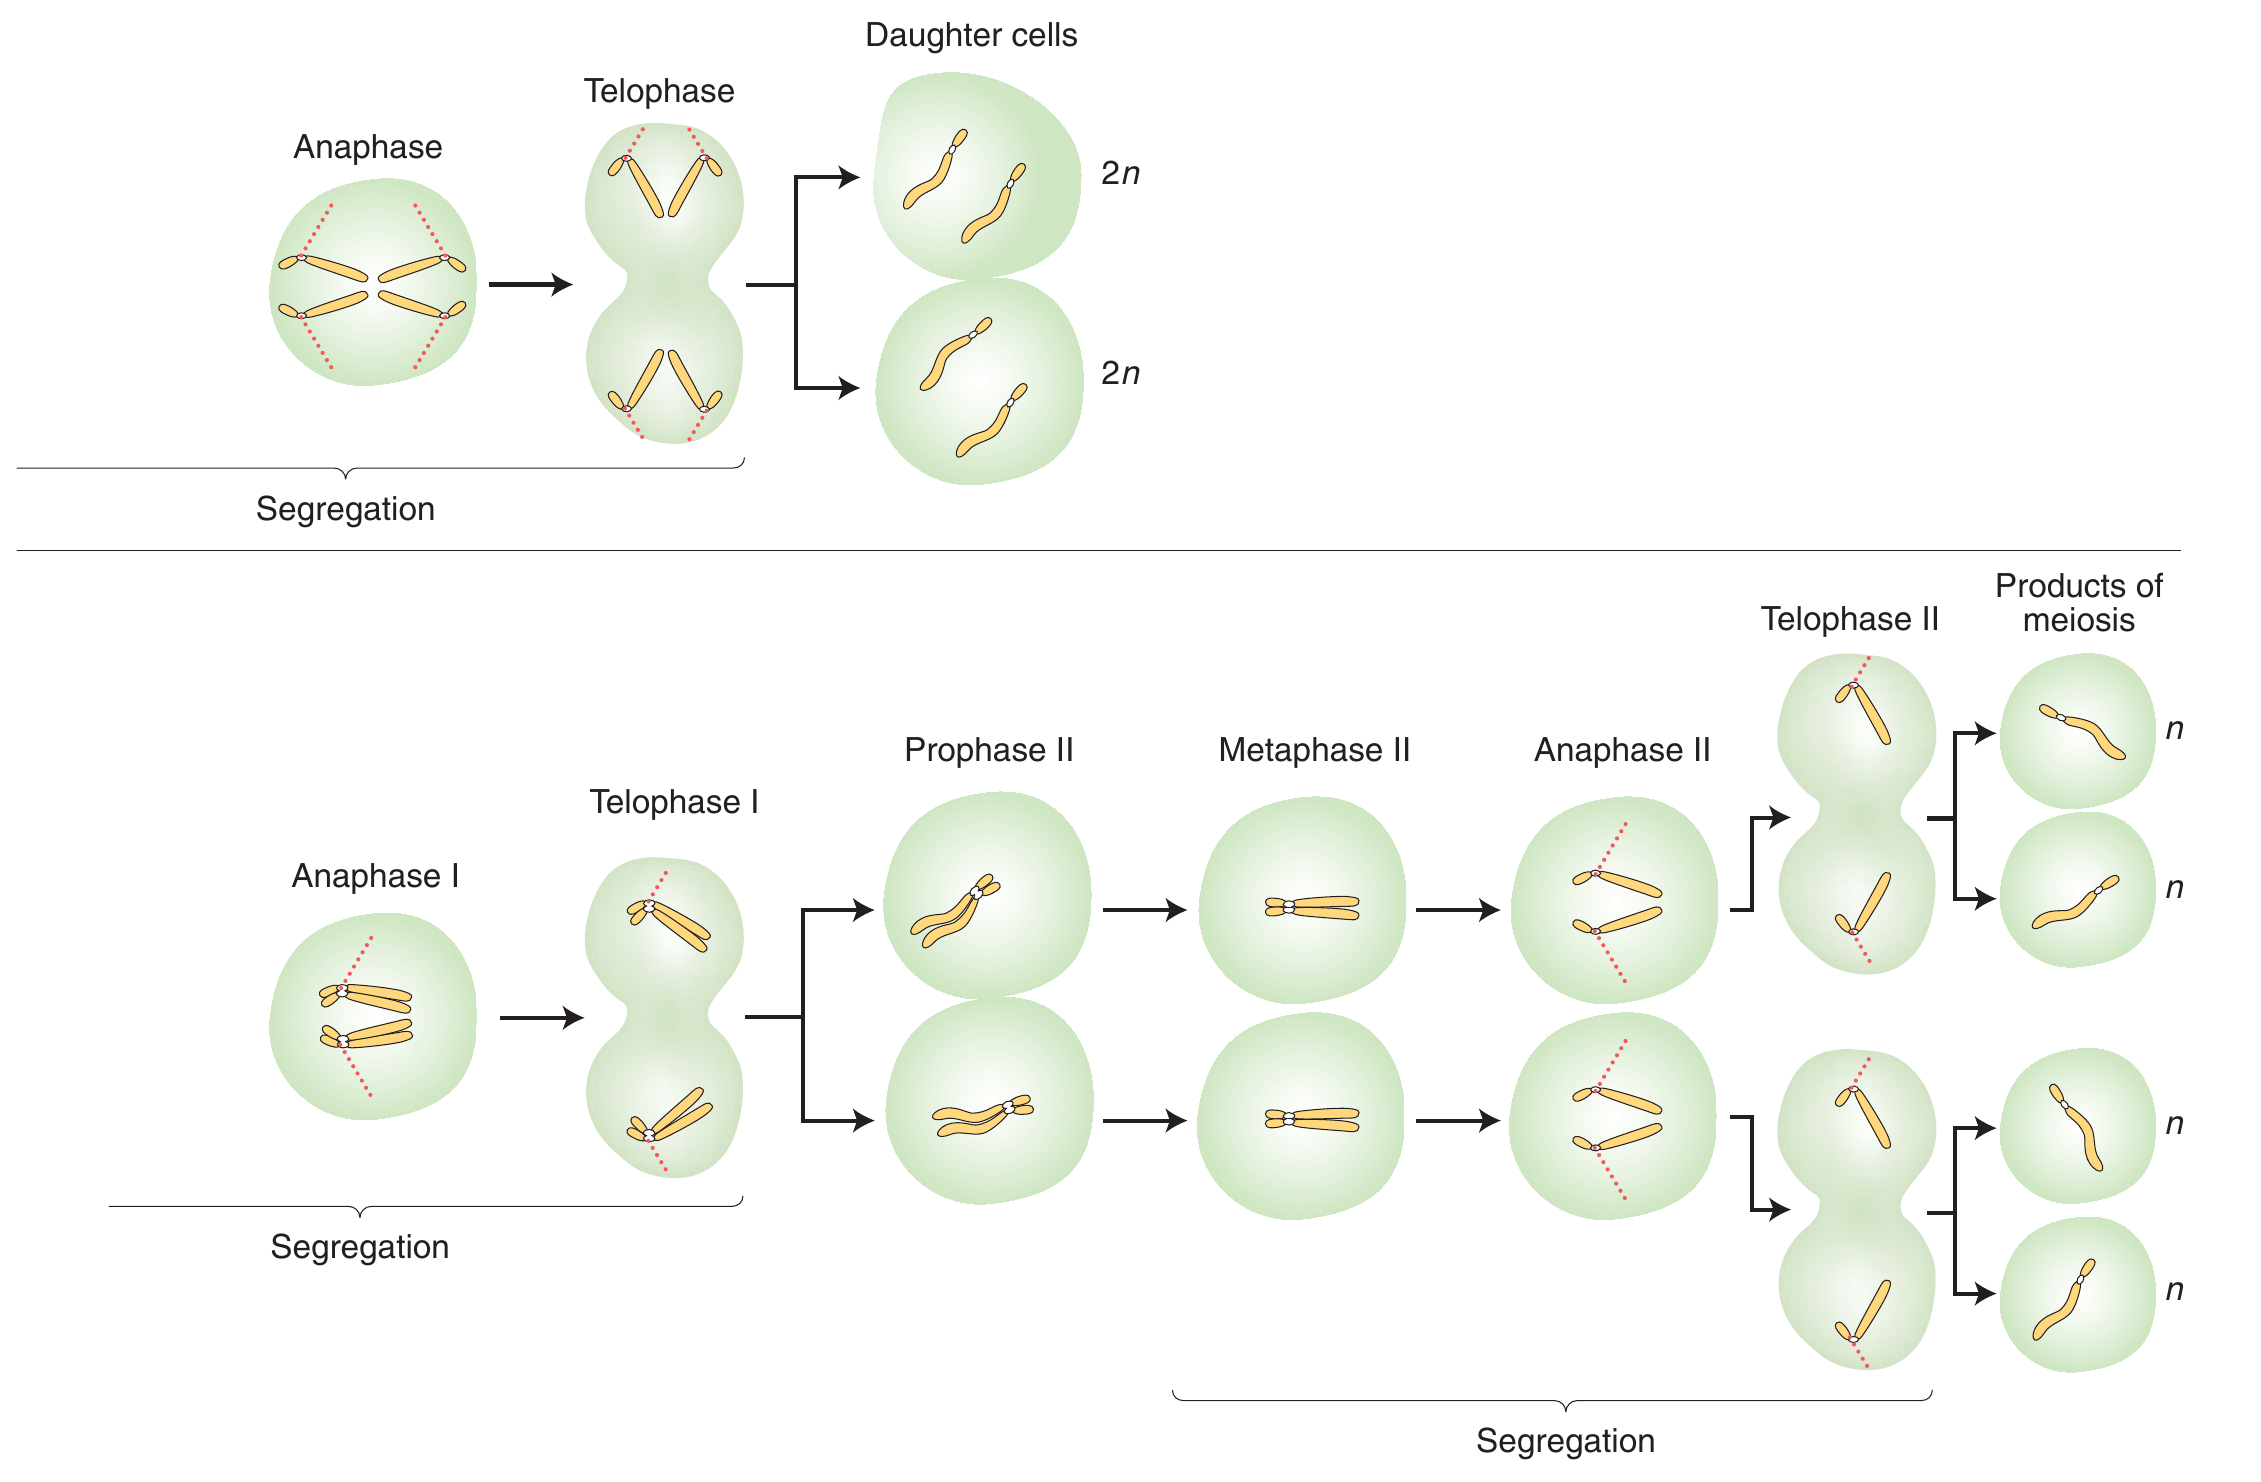 Daughter cells
Telophase
Anaphase
2n
2n
Segregation
Products of
meiosis
Telophase II
n
Prophase II
Metaphase II
Anaphase II
Telophase I
n
Anaphase I
n
Segregation
n
Segregation